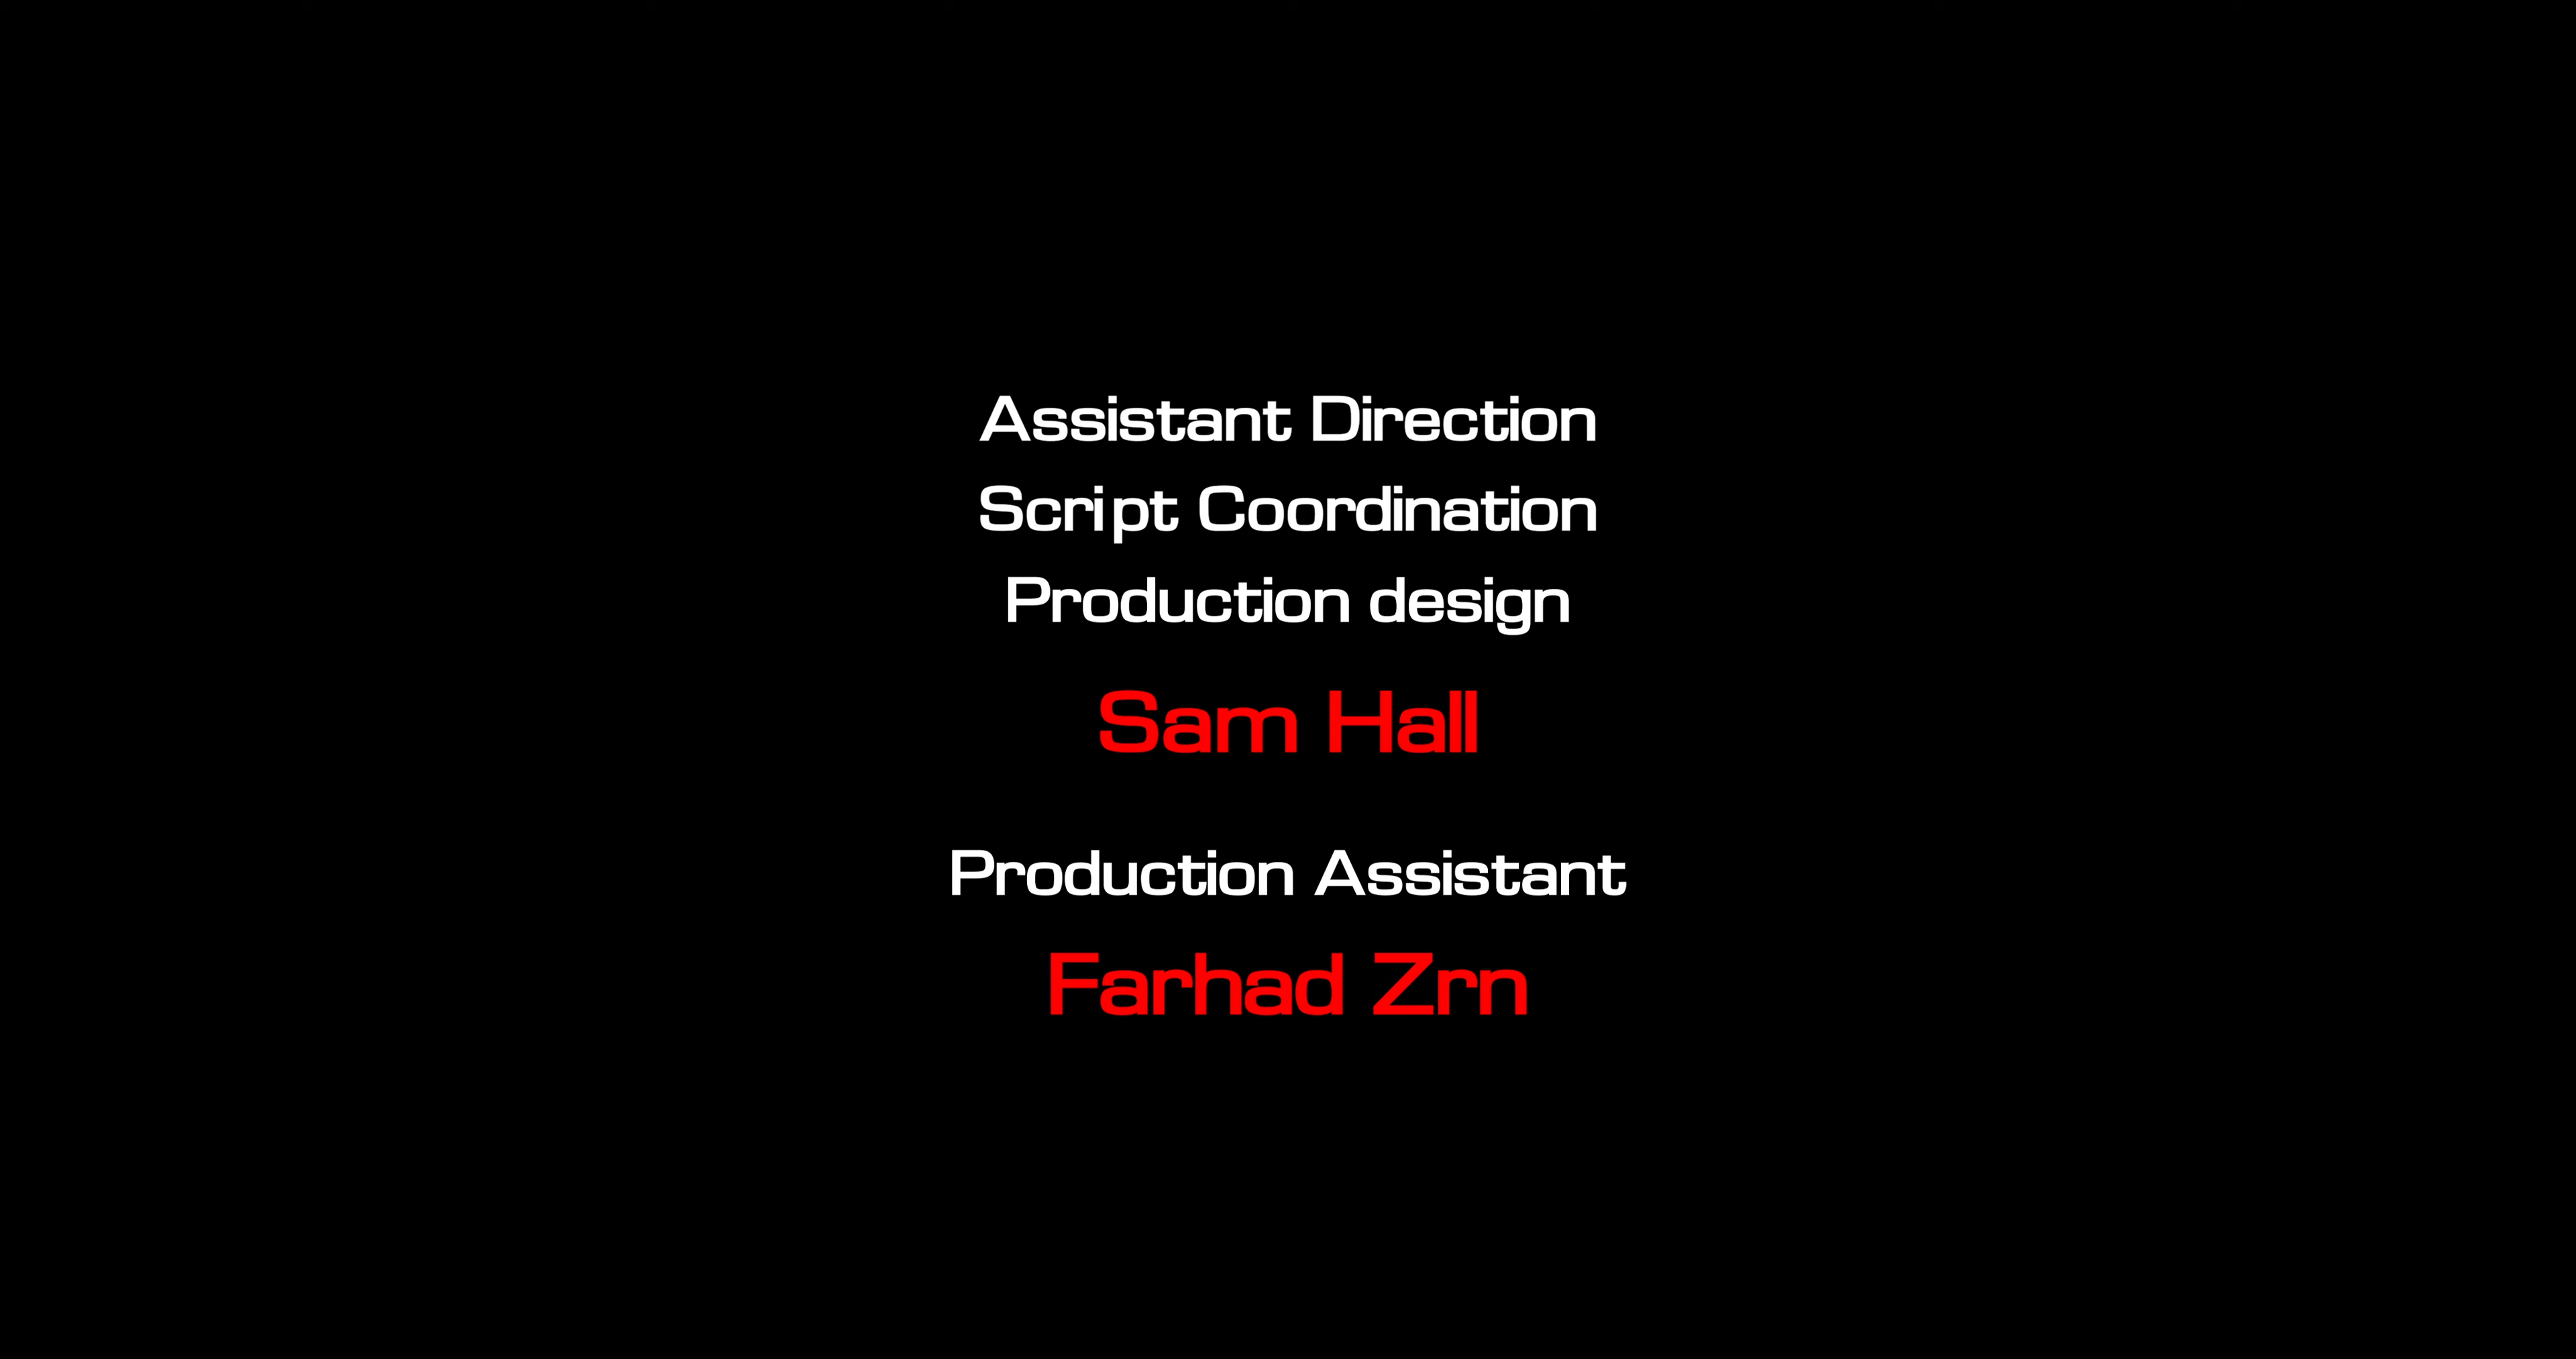 Assistant Direction
Script Coordination
Production design
Sam Hall
Production Assistant
Farhad Zrn